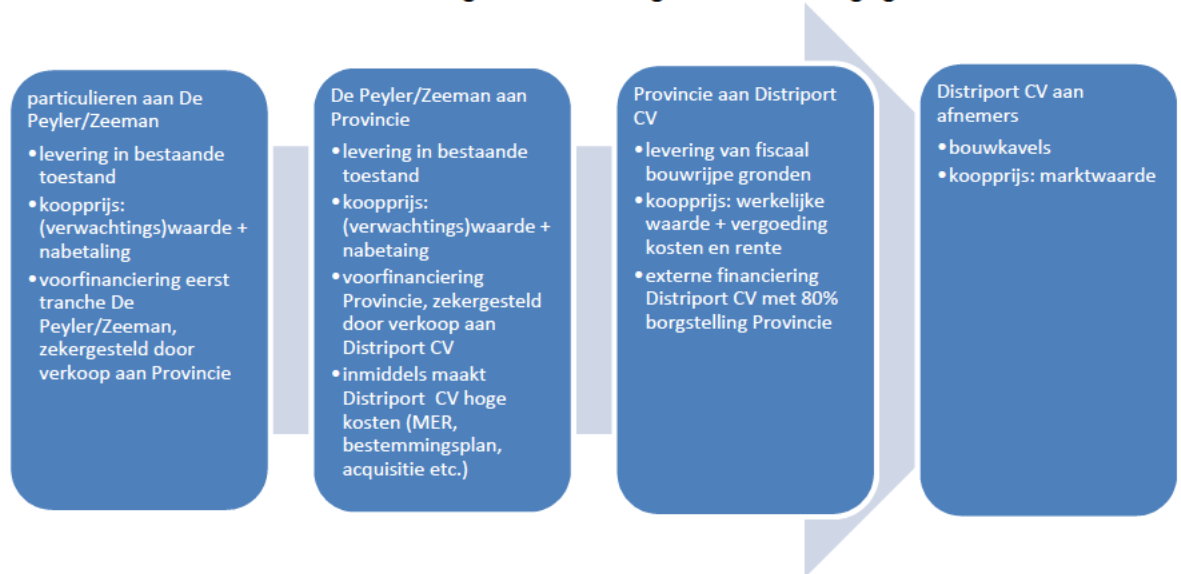 particulieren aan De
Peyler/Zeeman
•levering in bestaande
toestand
•koopprijs:
(verwachtings)waarde +
nabetaling
•voorfinanciering eerst
tranche De
Peyler/Zeeman,
zekergesteld door
verkoop aan Provincie
De Peyler/Zeeman aan
Provincie
•levering in bestaande
toestand
•koopprijs:
(verwachtings)waarde +
nabetaing
•voorfinanciering
Provincie, zekergesteld
door verkoop aan
Distriport CV
•inmiddels maakt
Distriport CV hoge
kosten (MER,
bestemmingsplan,
acquisitie etc.)
Provincie aan Distriport
CV
•levering van fiscaal
bouwrijpe gronden
•koopprijs: werkelijke
waarde + vergoeding
kosten en rente
•externe financiering
Distriport CV met 80%
borgstelling Provincie
Distriport CV aan
afnemers
•bouwkavels
•koopprijs: marktwaarde